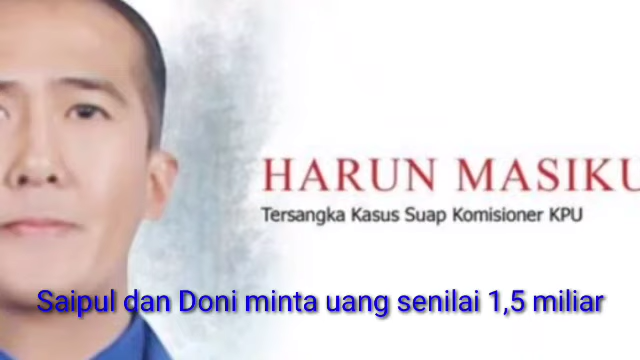 HARUN MASIKU
Tersangka Kasus Suap Komisioner KPU
Saipul dan Doni minta uang senilai 1,5 miliar